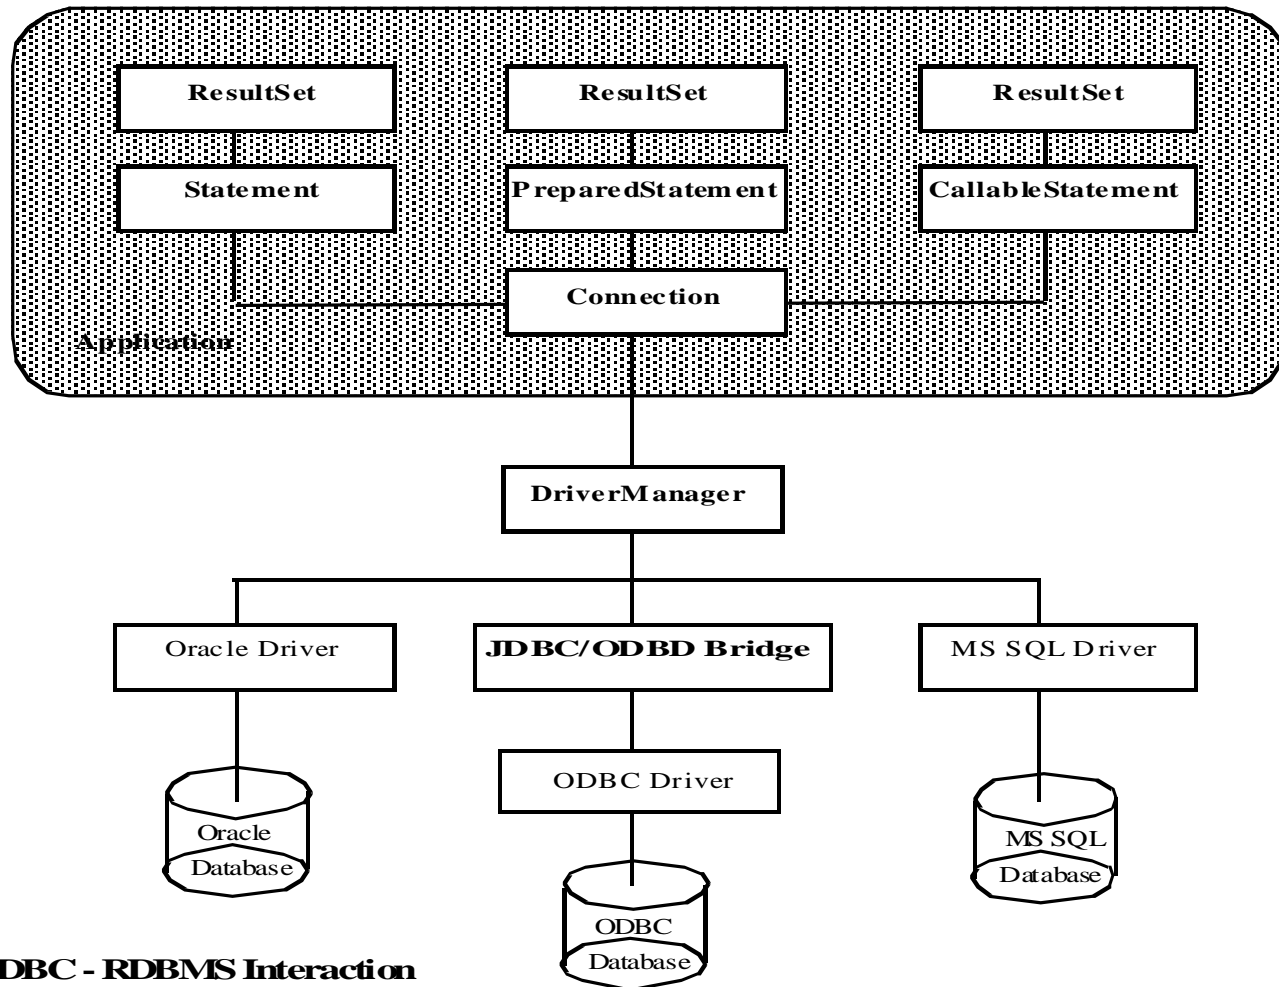 ResultSet
ResultSet
ResultSet
Statement
PreparedStatement
CallableStatement
Connection
Application
DriverManager
Oracle Driver
JDBC/ODBD Bridge
MS SQL Driver
ODBC Driver
Oracle
Database
MS SQL
Database
ODBC
Database
DBC - RDBMS Interaction